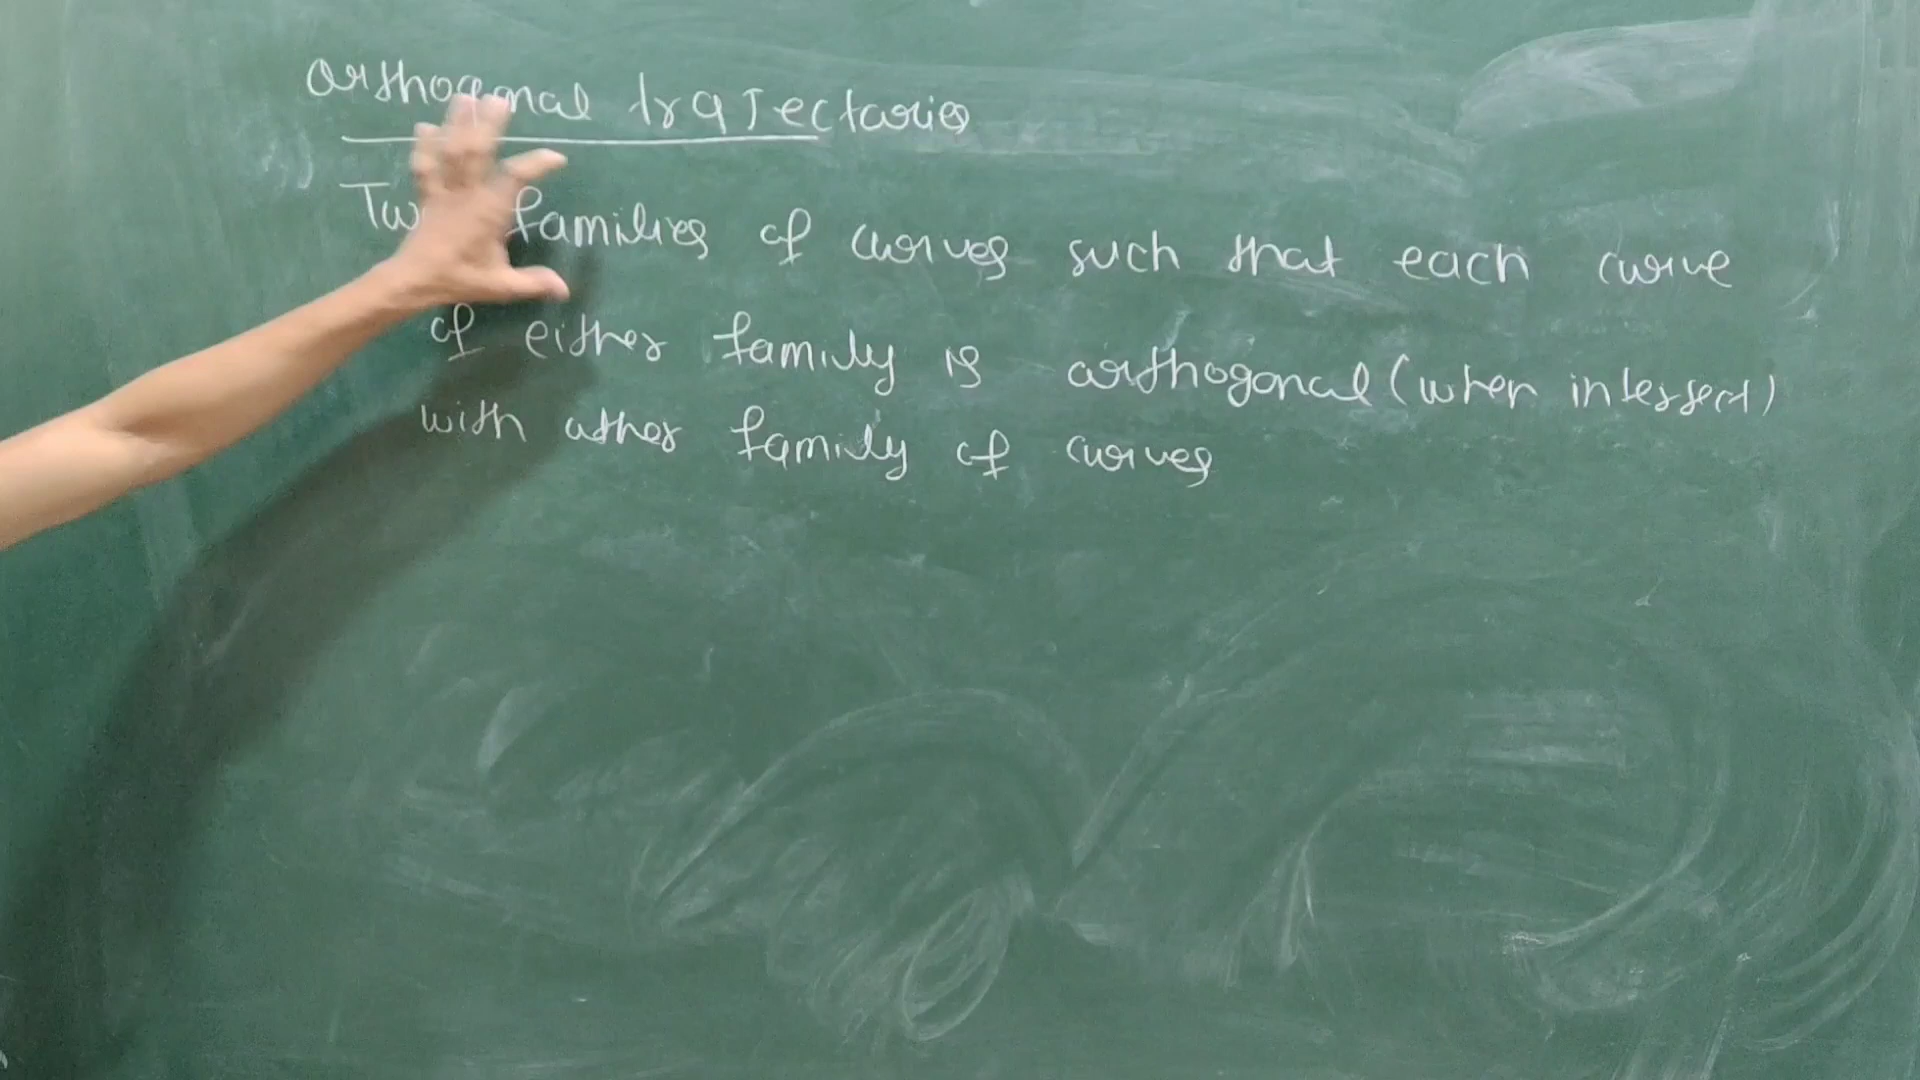 orthogonal trajectories
Two families of curves such that each curve
of either family is orthogonal (when intersect)
with other family of curves